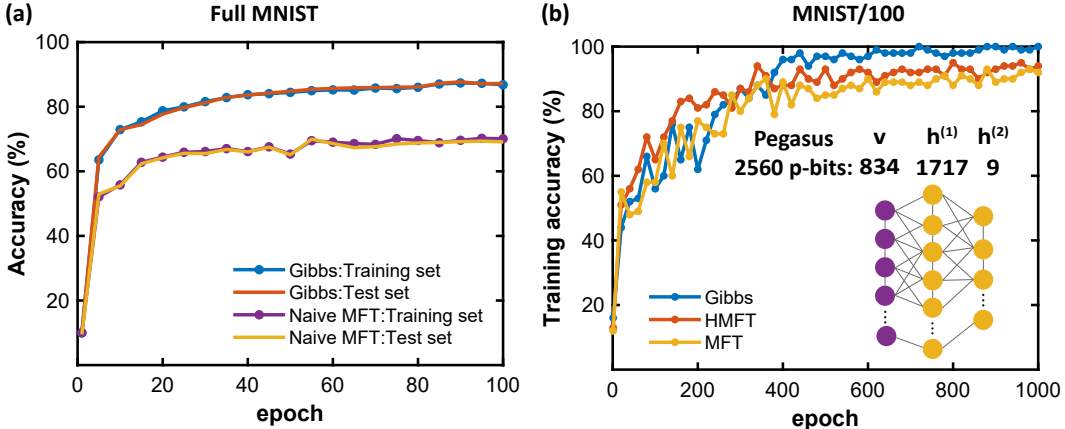 (a)
Full MNIST
100
80
60
40
20
0
20
40
60
80
100
Accuracy (%)
epoch
Gibbs:Training set
Gibbs:Test set
Naive MFT:Training set
Naive MFT:Test set
(b)
MNIST/100
100
80
60
40
20
0
200
400
600
800
1000
Training accuracy (%)
epoch
Pegasus v h(1) h(2)
2560 p-bits: 834 1717 9
Gibbs
HMFT
MFT